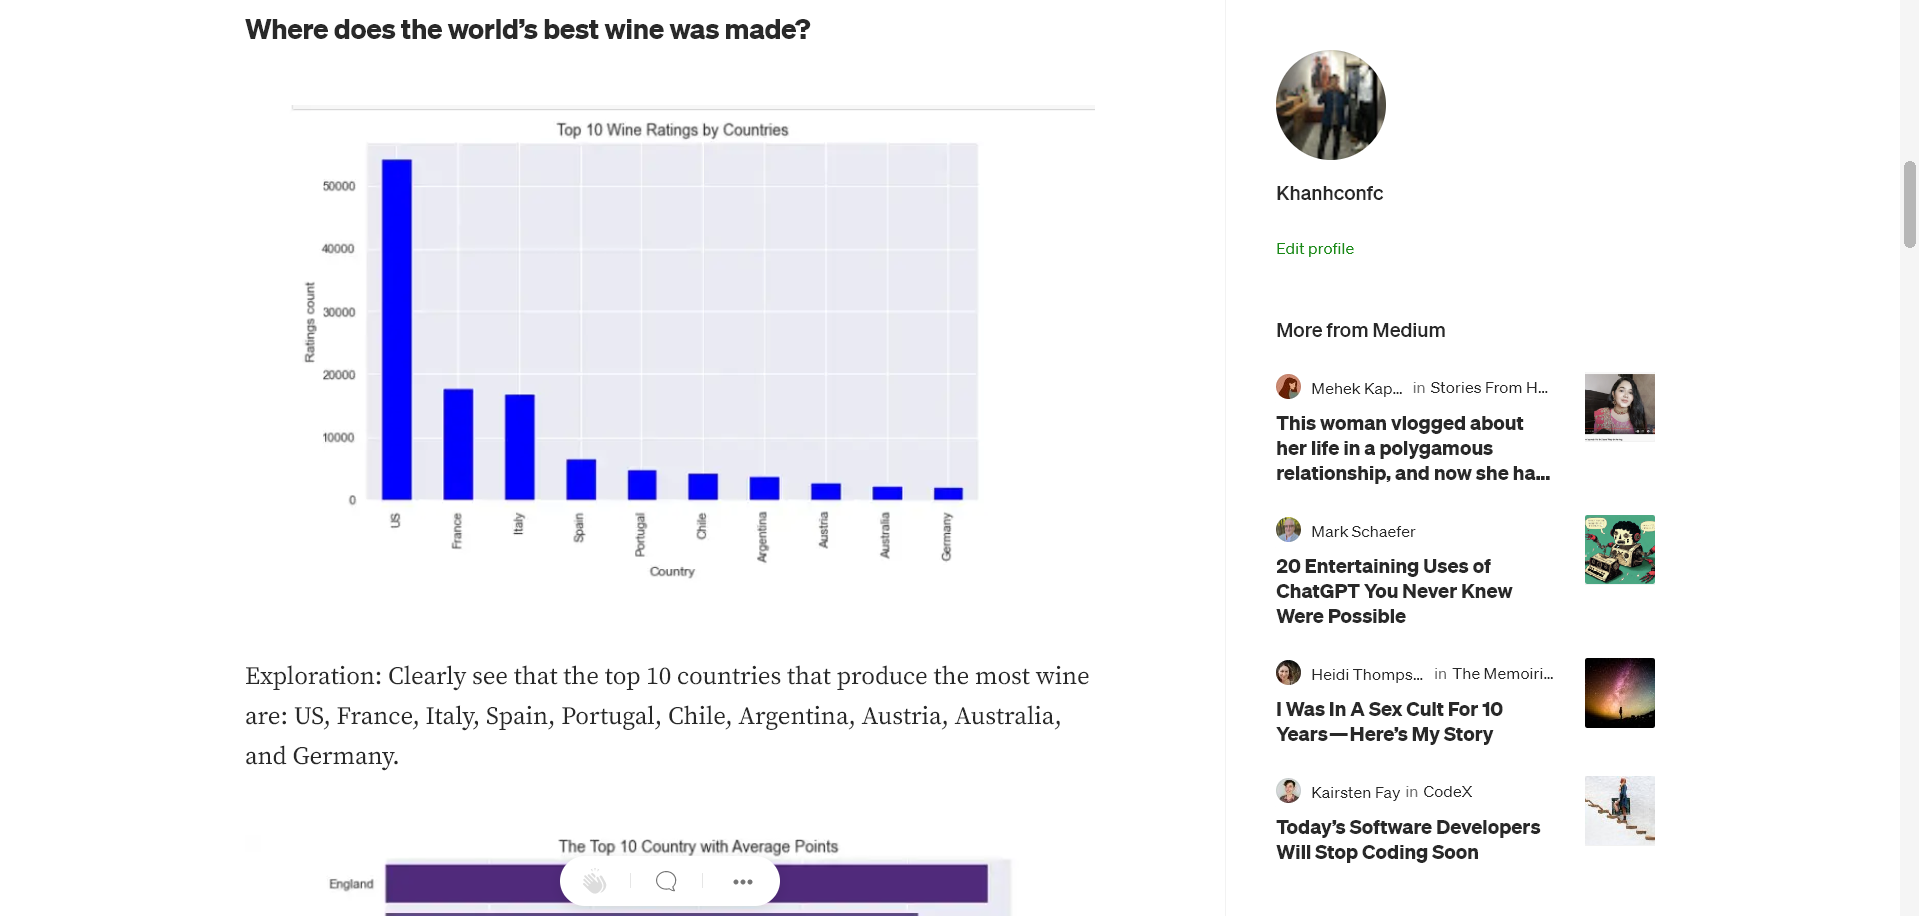 Where does the world’s best wine was made?
Top 10 Wine Ratings by Countries
50000
40000
30000
20000
10000
0
Ratings count
US
France
Italy
Spain
Portugal
Chile
Argentina
Austria
Australia
Germany
Country
Exploration: Clearly see that the top 10 countries that produce the most wine
are: US, France, Italy, Spain, Portugal, Chile, Argentina, Austria, Australia,
and Germany.
The Top 10 Country with Average Points
England
Khanhconfc
Edit profile
More from Medium
Mehek Kap... in Stories From H...
This woman vlogged about
her life in a polygamous
relationship, and now she ha...
Mark Schaefer
20 Entertaining Uses of
ChatGPT You Never Knew
Were Possible
Heidi Thomps... in The Memoiri...
I Was In A Sex Cult For 10
Years — Here’s My Story
Kairsten Fay in CodeX
Today’s Software Developers
Will Stop Coding Soon